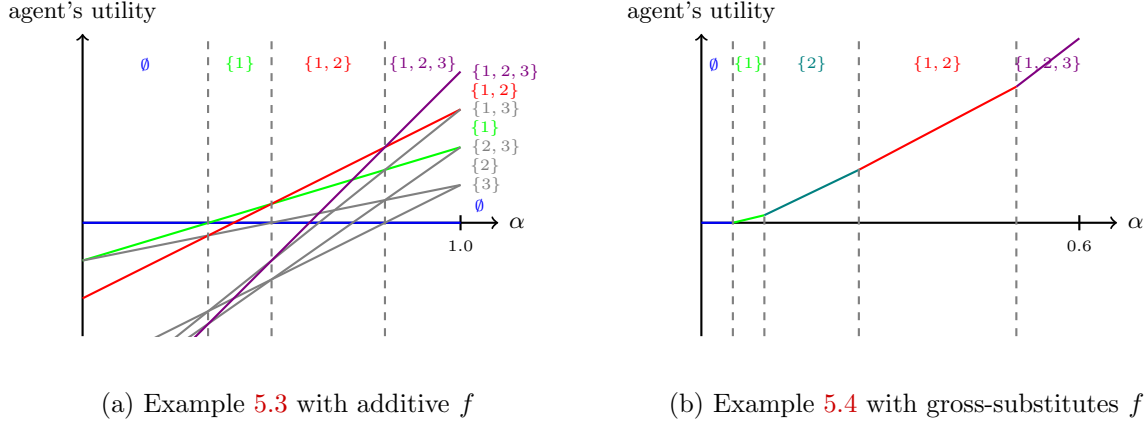 agent's utility
∅
{1}
{1, 2}
{1, 2, 3}
{1, 2, 3}
{1, 2}
{1, 3}
{1}
{2, 3}
{2}
{3}
∅
α
1.0
(a) Example 5.3 with additive f
agent's utility
∅
{1}
{2}
{1, 2}
{1, 2, 3}
α
0.6
(b) Example 5.4 with gross-substitutes f